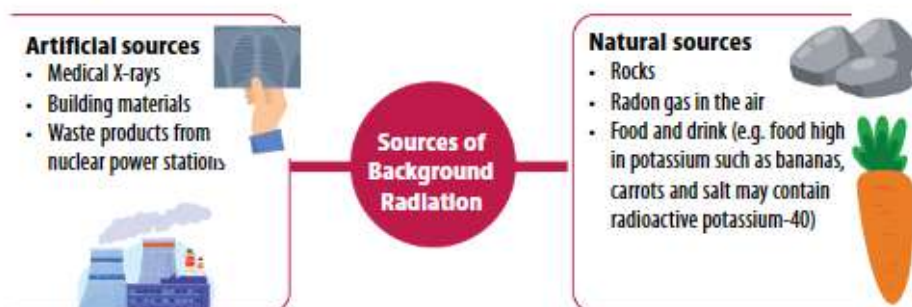 Artificial sources
• Medical X-rays
• Building materials
• Waste products from
nuclear power stations
Sources of
Background
Radiation
Natural sources
• Rocks
• Radon gas in the air
• Food and drink (e.g. food high
in potassium such as bananas,
carrots and salt may contain
radioactive potassium-40)